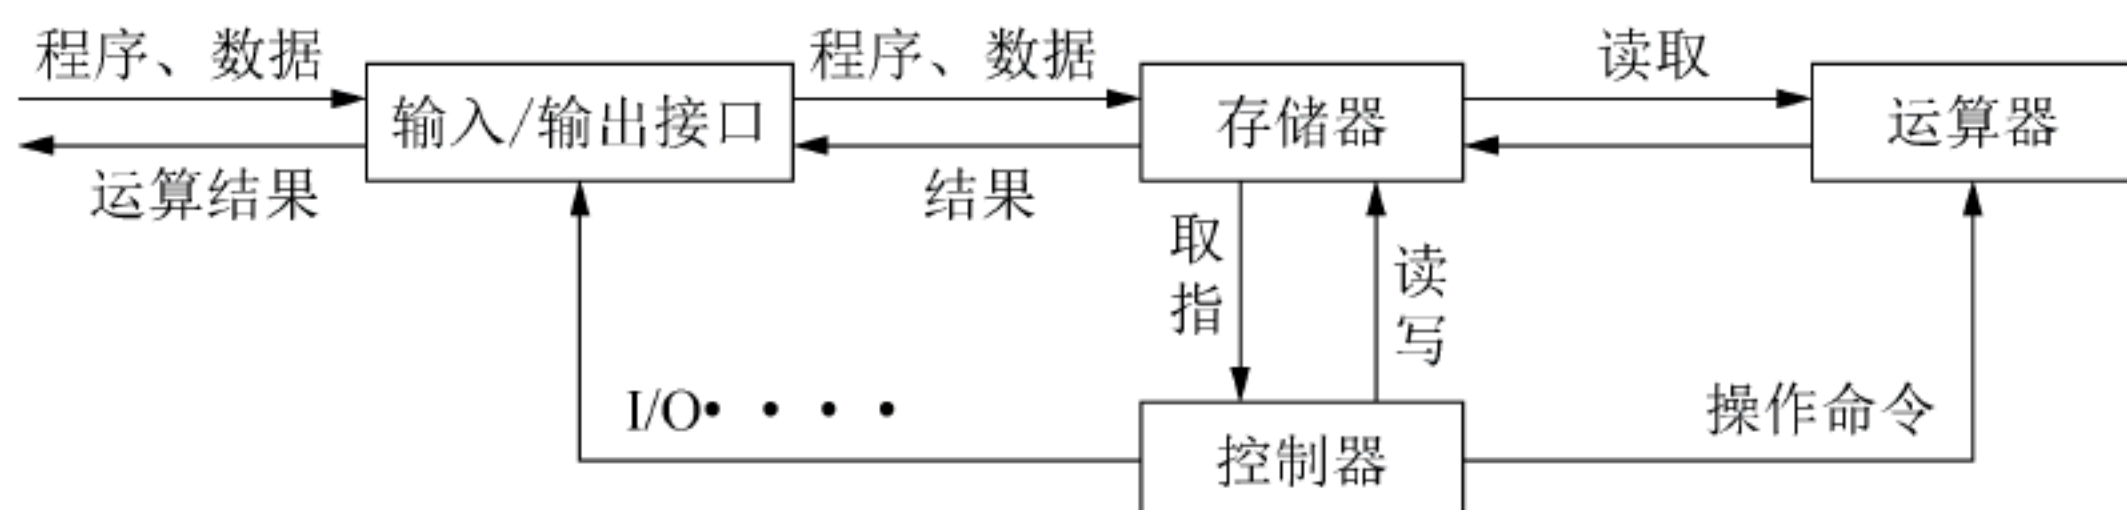 程序、数据
程序、数据
读取
输入/输出接口
存储器
运算器
运算结果
结果
取指
读写
I/O• • • •
操作命令
控制器